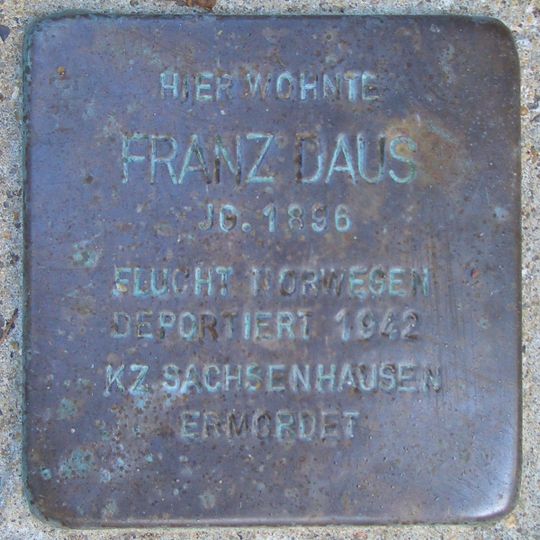 HIER WOHNTE
FRANZ DAUS
JG. 1896
FLUCHT NORWEGEN
DEPORTIERT 1942
KZ SACHSENHAUSEN
ERMORDET